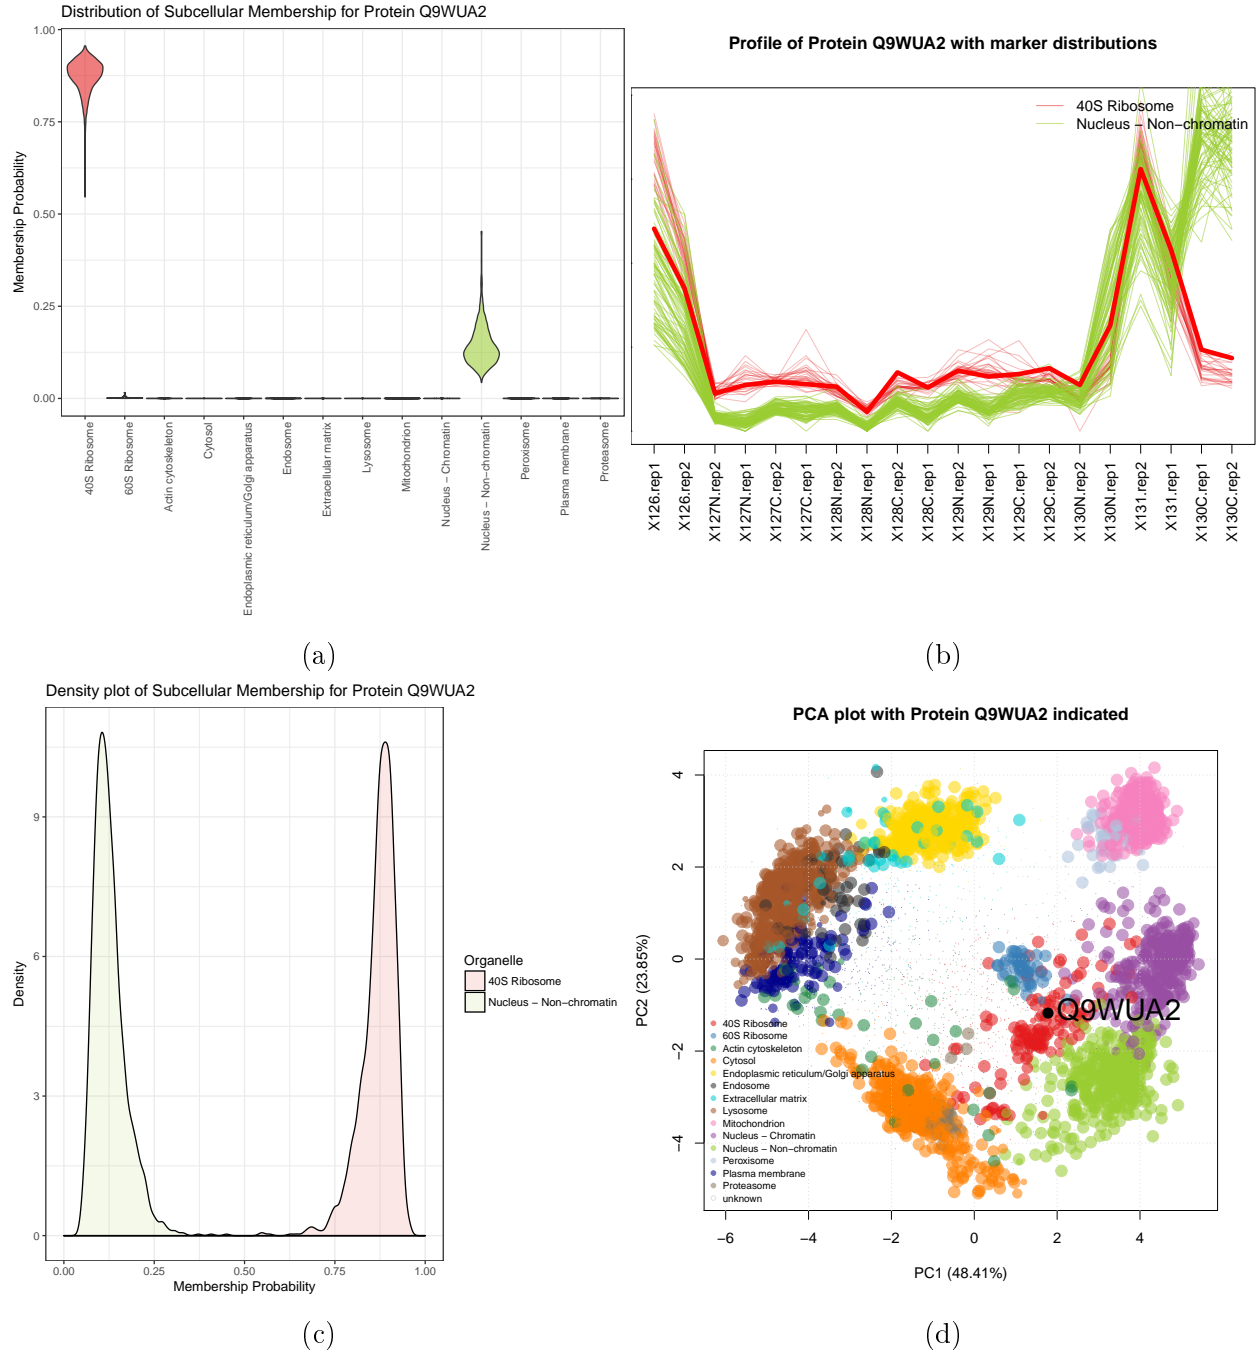 Distribution of Subcellular Membership for Protein Q9WUA2
Membership Probability
1.00
0.75
0.50
0.25
0.00
40S Ribosome
60S Ribosome
Actin cytoskeleton
Cytosol
Endoplasmic reticulum/Golgi apparatus
Endosome
Extracellular matrix
Lysosome
Mitochondrion
Nucleus − Chromatin
Nucleus − Non−chromatin
Peroxisome
Plasma membrane
Proteasome
(a)
Profile of Protein Q9WUA2 with marker distributions
40S Ribosome
Nucleus − Non−chromatin
X126.rep1
X126.rep2
X127N.rep2
X127N.rep1
X127C.rep2
X127C.rep1
X128N.rep2
X128N.rep1
X128C.rep2
X128C.rep1
X129N.rep2
X129N.rep1
X129C.rep1
X129C.rep2
X130N.rep2
X130N.rep1
X131.rep2
X131.rep1
X130C.rep1
X130C.rep2
(b)
Density plot of Subcellular Membership for Protein Q9WUA2
Density
9
6
3
0
0.00
0.25
0.50
0.75
1.00
Membership Probability
Organelle
40S Ribosome
Nucleus − Non−chromatin
(c)
PCA plot with Protein Q9WUA2 indicated
PC2 (23.85%)
4
2
0
−2
−4
Q9WUA2
40S Ribosome
60S Ribosome
Actin cytoskeleton
Cytosol
Endoplasmic reticulum/Golgi apparatus
Endosome
Extracellular matrix
Lysosome
Mitochondrion
Nucleus − Chromatin
Nucleus − Non−chromatin
Peroxisome
Plasma membrane
Proteasome
unknown
−6
−4
−2
0
2
4
PC1 (48.41%)
(d)